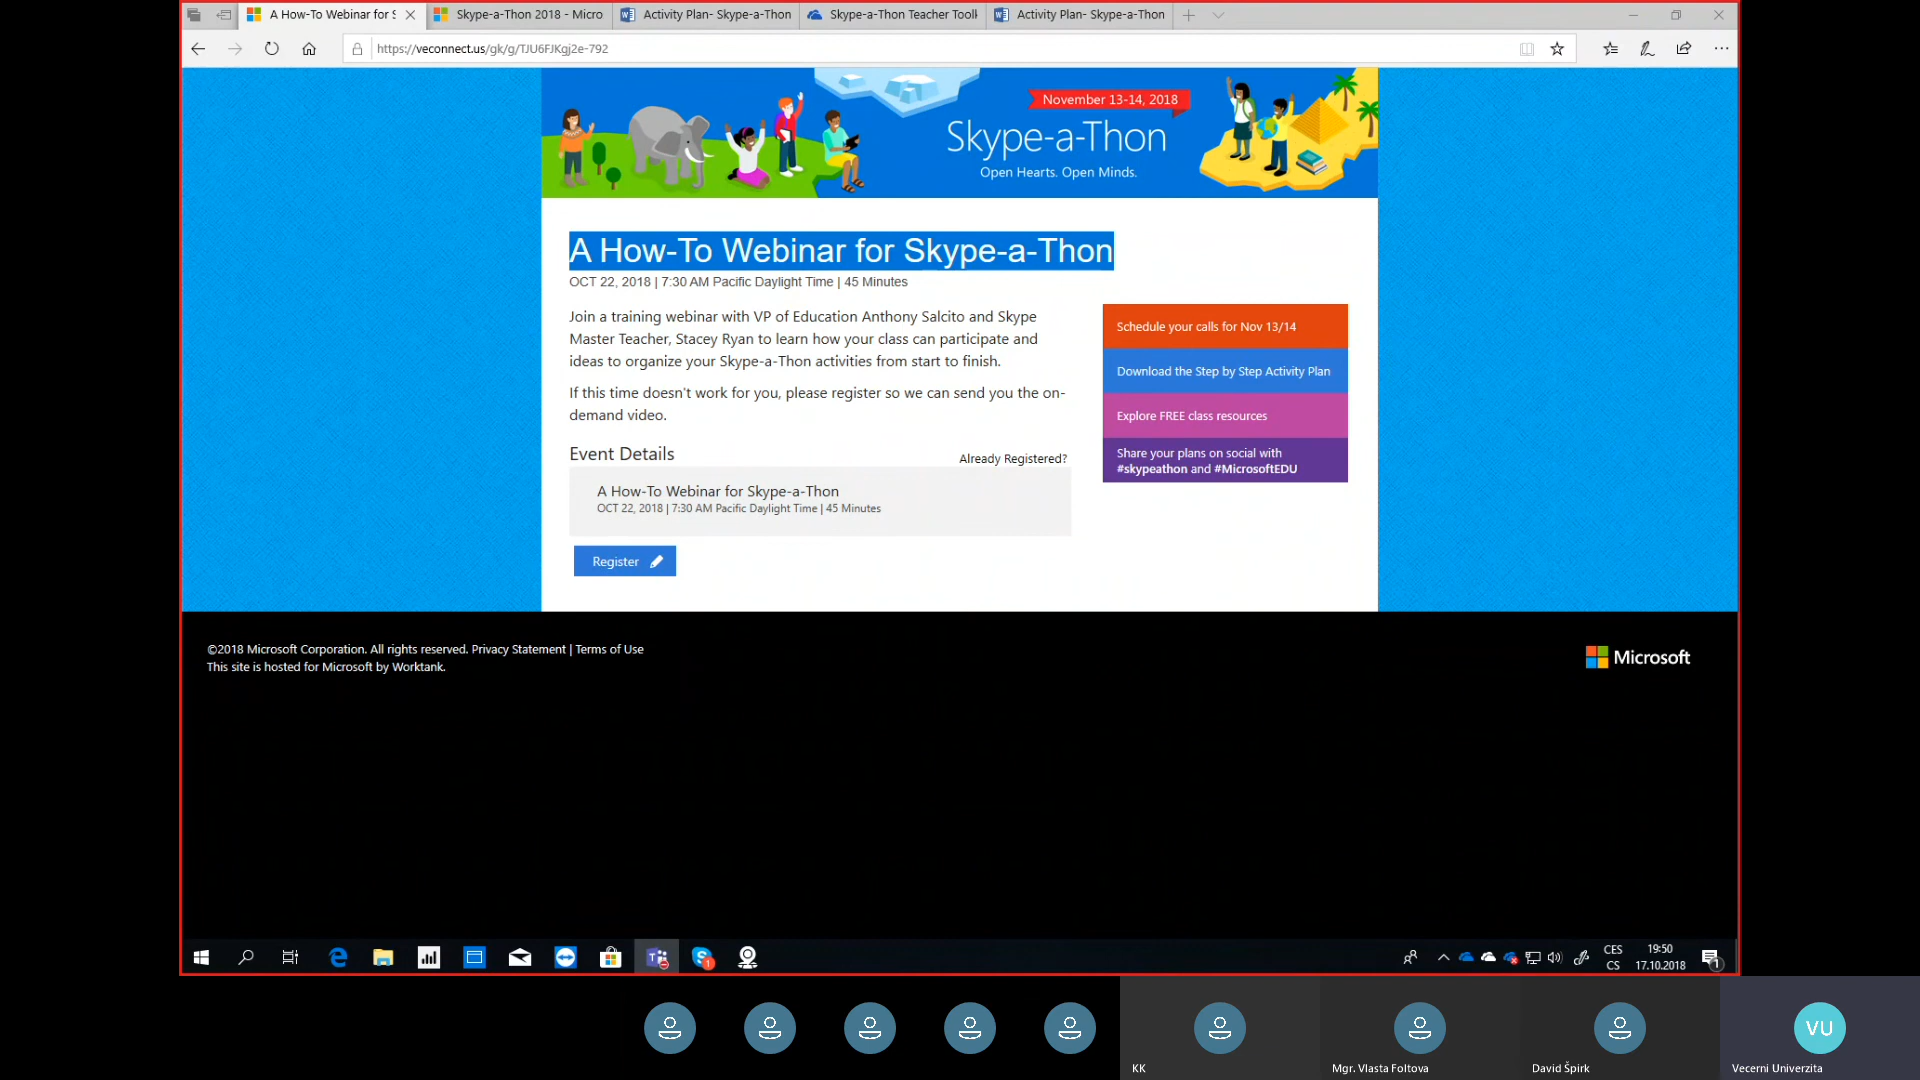 A How-To Webinar for S
Skype-a-Thon 2018 - Micro
Activity Plan- Skype-a-Thon
Skype-a-Thon Teacher Toolk
Activity Plan- Skype-a-Thon
https://veconnect.us/gk/g/TJU6FJKgj2e-792
November 13-14, 2018
Skype-a-Thon
Open Hearts. Open Minds.
A How-To Webinar for Skype-a-Thon
OCT 22, 2018 | 7:30 AM Pacific Daylight Time | 45 Minutes
Join a training webinar with VP of Education Anthony Salcito and Skype
Master Teacher, Stacey Ryan to learn how your class can participate and
ideas to organize your Skype-a-Thon activities from start to finish.
If this time doesn't work for you, please register so we can send you the on-
demand video.
Event Details
Already Registered?
A How-To Webinar for Skype-a-Thon
OCT 22, 2018 | 7:30 AM Pacific Daylight Time | 45 Minutes
Register
Schedule your calls for Nov 13/14
Download the Step by Step Activity Plan
Explore FREE class resources
Share your plans on social with
#skypeathon and #MicrosoftEDU
©2018 Microsoft Corporation. All rights reserved. Privacy Statement | Terms of Use
This site is hosted for Microsoft by Worktank.
Microsoft
CES
CS
19:50
17.10.2018
1
1
KK
Mgr. Vlasta Foltova
David Špirk
VU
Vecerni Univerzita